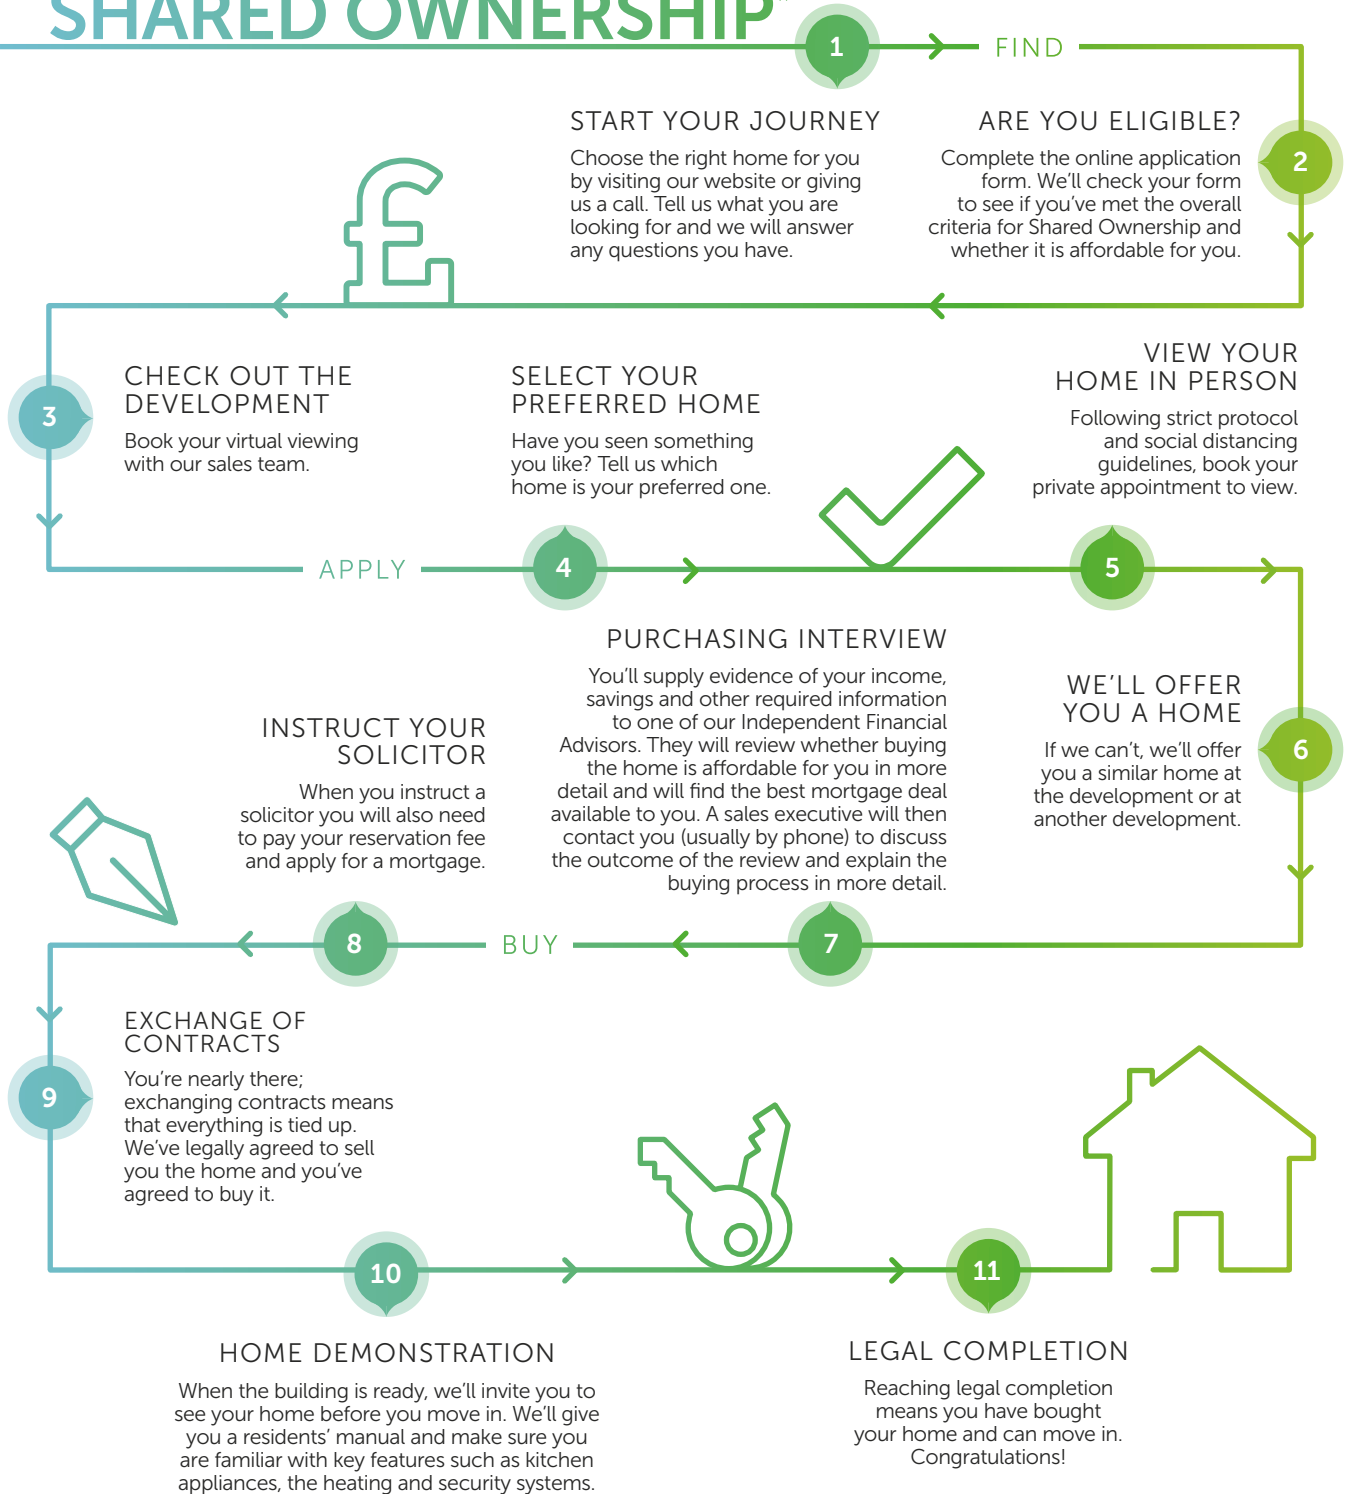 SHARED OWNERSHIP
1
FIND
START YOUR JOURNEY
Choose the right home for you
by visiting our website or giving
us a call. Tell us what you are
looking for and we will answer
any questions you have.
ARE YOU ELIGIBLE?
Complete the online application
form. We'll check your form
to see if you've met the overall
criteria for Shared Ownership and
whether it is affordable for you.
2
£
3
CHECK OUT THE
DEVELOPMENT
Book your virtual viewing
with our sales team.
SELECT YOUR
PREFERRED HOME
Have you seen something
you like? Tell us which
home is your preferred one.
VIEW YOUR
HOME IN PERSON
Following strict protocol
and social distancing
guidelines, book your
private appointment to view.
APPLY
4
5
WE'LL OFFER
YOU A HOME
If we can't, we'll offer
you a similar home at
the development or at
another development.
6
PURCHASING INTERVIEW
You'll supply evidence of your income,
savings and other required information
to one of our Independent Financial
Advisors. They will review whether buying
the home is affordable for you in more
detail and will find the best mortgage deal
available to you. A sales executive will then
contact you (usually by phone) to discuss
the outcome of the review and explain the
buying process in more detail.
7
INSTRUCT YOUR
SOLICITOR
When you instruct a
solicitor you will also need
to pay your reservation fee
and apply for a mortgage.
BUY
8
9
EXCHANGE OF
CONTRACTS
You're nearly there;
exchanging contracts means
that everything is tied up.
We've legally agreed to sell
you the home and you've
agreed to buy it.
10
HOME DEMONSTRATION
When the building is ready, we'll invite you to
see your home before you move in. We'll give
you a residents' manual and make sure you
are familiar with key features such as kitchen
appliances, the heating and security systems.
11
LEGAL COMPLETION
Reaching legal completion
means you have bought
your home and can move in.
Congratulations!